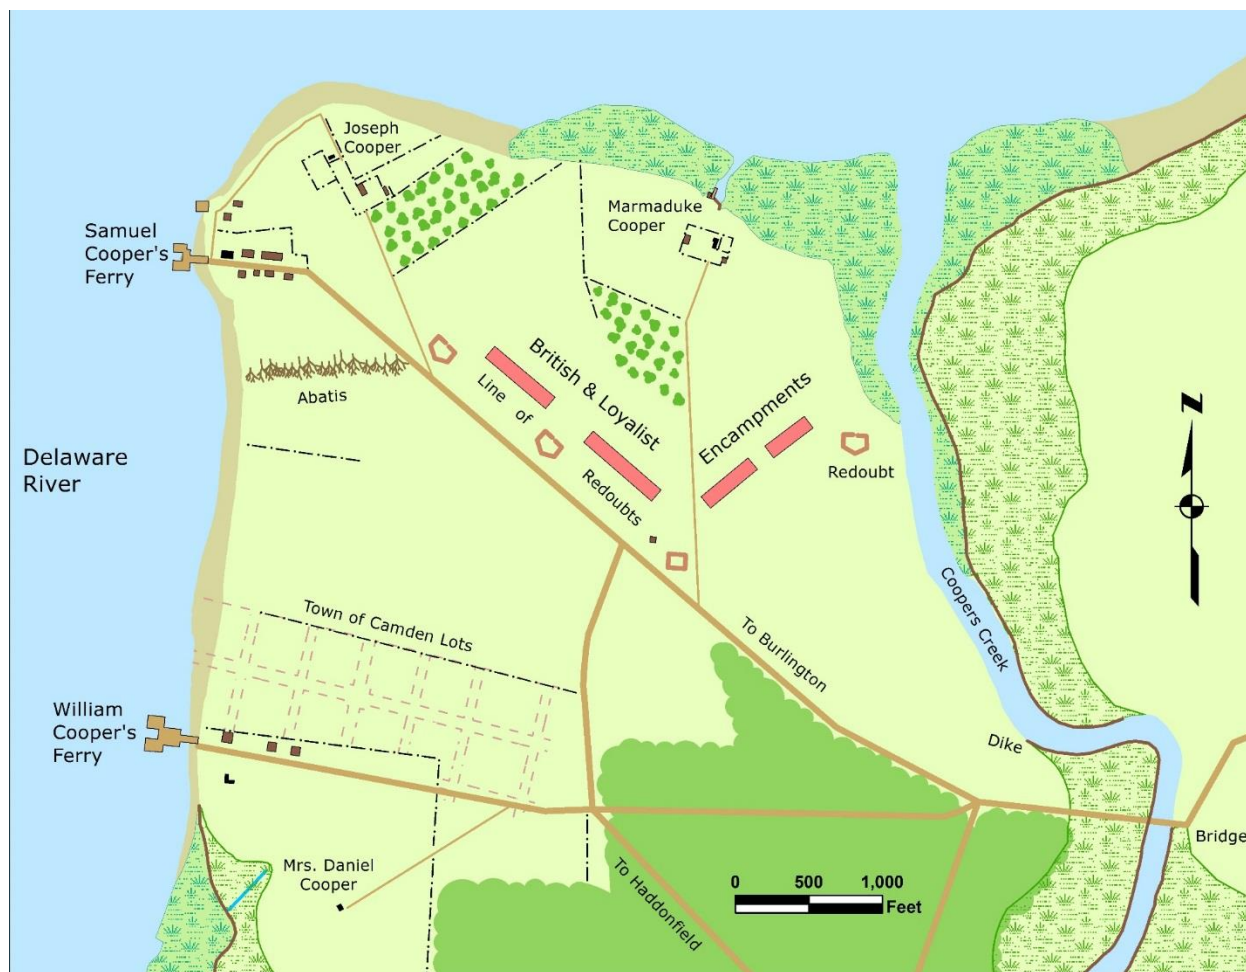 Joseph
Cooper
Marmaduke
Cooper
Samuel
Cooper's
Ferry
British & Loyalist
Encampments
Line of
Redoubts
Abatis
Redoubt
N
Delaware
River
Coopers Creek
Town of Camden Lots
To Burlington
William
Cooper's
Ferry
Dike
Bridge
Mrs. Daniel
Cooper
To Haddonfield
0 500 1,000
Feet